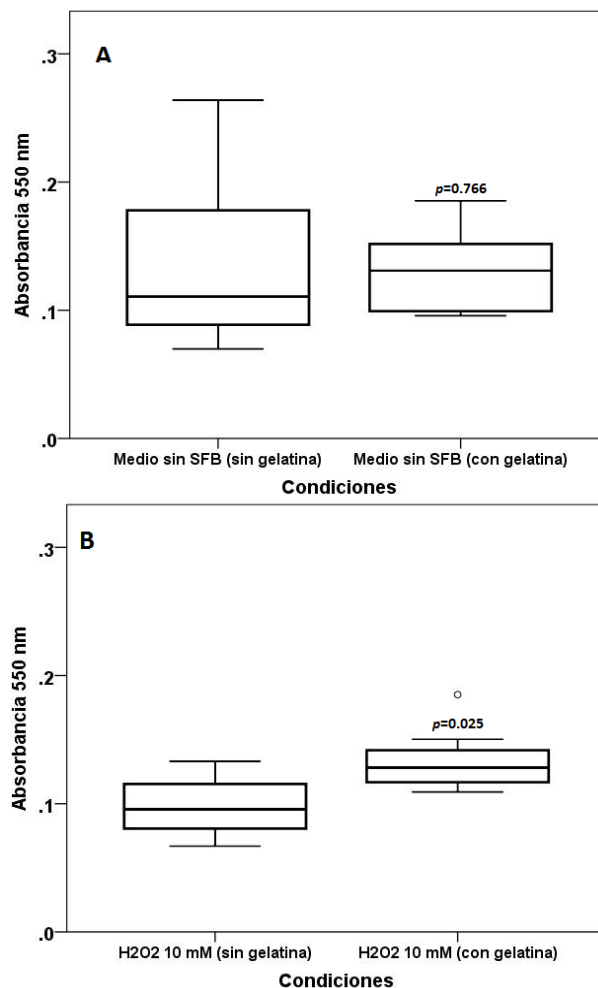 A
.3
.2
.1
.0
Absorbancia 550 nm
p=0.766
Medio sin SFB (sin gelatina)
Medio sin SFB (con gelatina)
Condiciones
B
.3
.2
.1
.0
Absorbancia 550 nm
p=0.025
H2O2 10 mM (sin gelatina)
H2O2 10 mM (con gelatina)
Condiciones